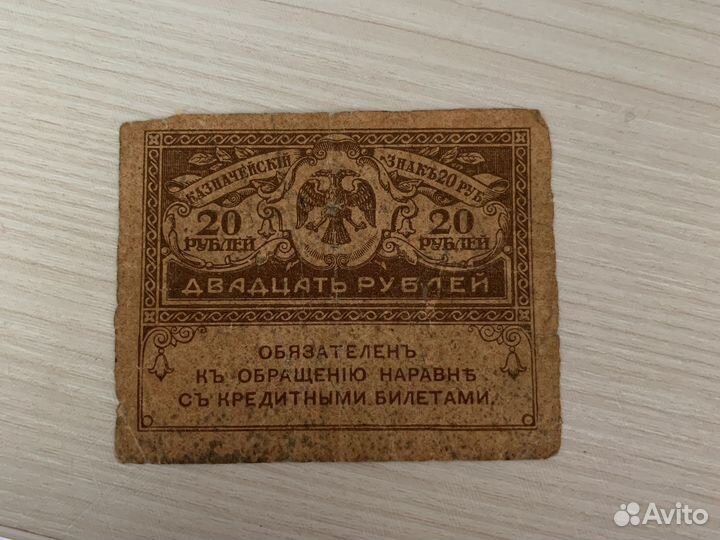 КАЗНАЧЕЙСКІЙ ЗНАКЪ 20 РУБ.
20 РУБЛЕЙ
20 РУБЛЕЙ
ДВАДЦАТЬ РУБЛЕЙ
ОБЯЗАТЕЛЕНЪ
КЪ ОБРАЩЕНІЮ НАРАВНѢ
СЪ КРЕДИТНЫМИ БИЛЕТАМИ.
Avito